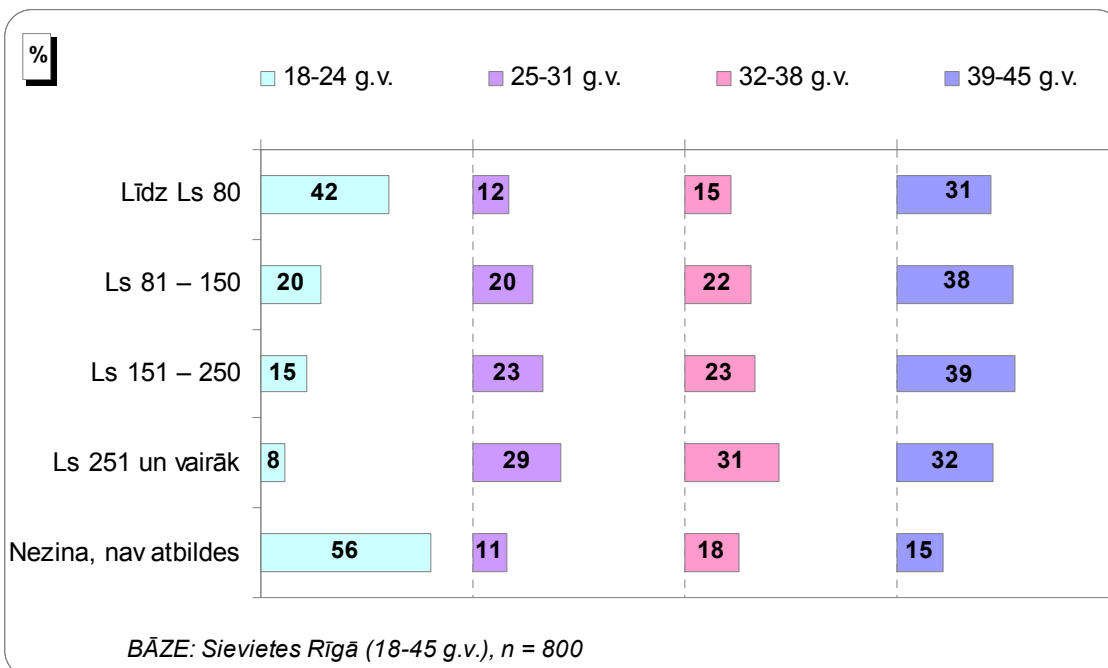 %
18-24 g.v. 25-31 g.v. 32-38 g.v. 39-45 g.v.
Līdz Ls 80 42 12 15 31
Ls 81 – 150 20 20 22 38
Ls 151 – 250 15 23 23 39
Ls 251 un vairāk 8 29 31 32
Nezina, nav atbildes 56 11 18 15
BĀZE: Sievietes Rīgā (18-45 g.v.), n = 800